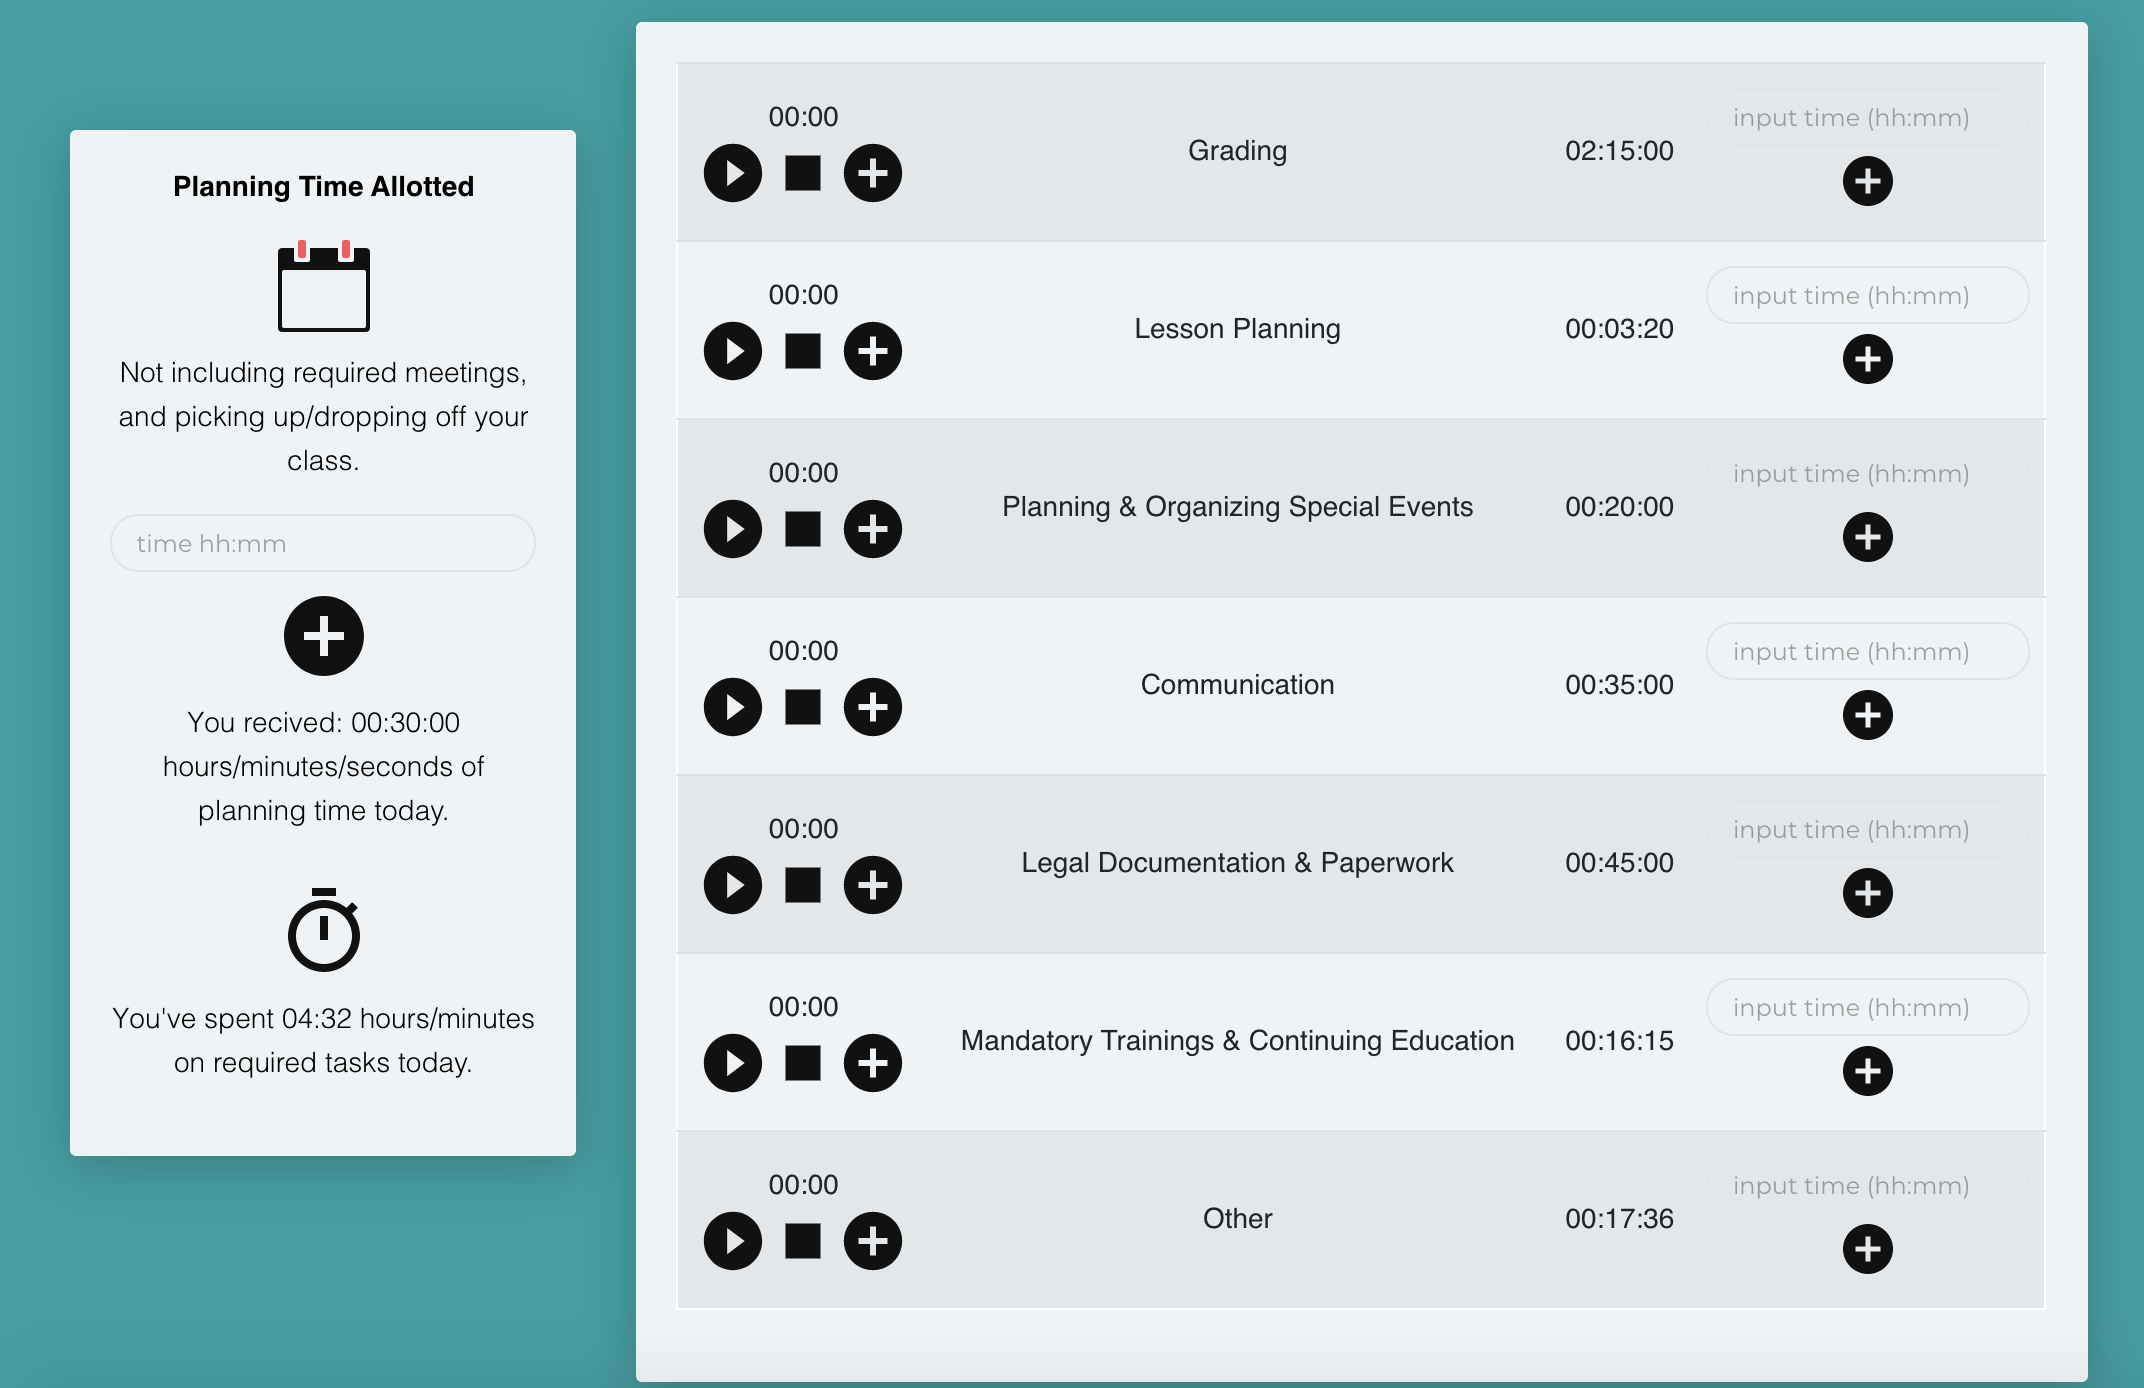 Planning Time Allotted
Not including required meetings,
and picking up/dropping off your
class.
time hh:mm
You recived: 00:30:00
hours/minutes/seconds of
planning time today.
You've spent 04:32 hours/minutes
on required tasks today.
00:00
Grading
02:15:00
input time (hh:mm)
00:00
Lesson Planning
00:03:20
input time (hh:mm)
00:00
Planning & Organizing Special Events
00:20:00
input time (hh:mm)
00:00
Communication
00:35:00
input time (hh:mm)
00:00
Legal Documentation & Paperwork
00:45:00
input time (hh:mm)
00:00
Mandatory Trainings & Continuing Education
00:16:15
input time (hh:mm)
00:00
Other
00:17:36
input time (hh:mm)